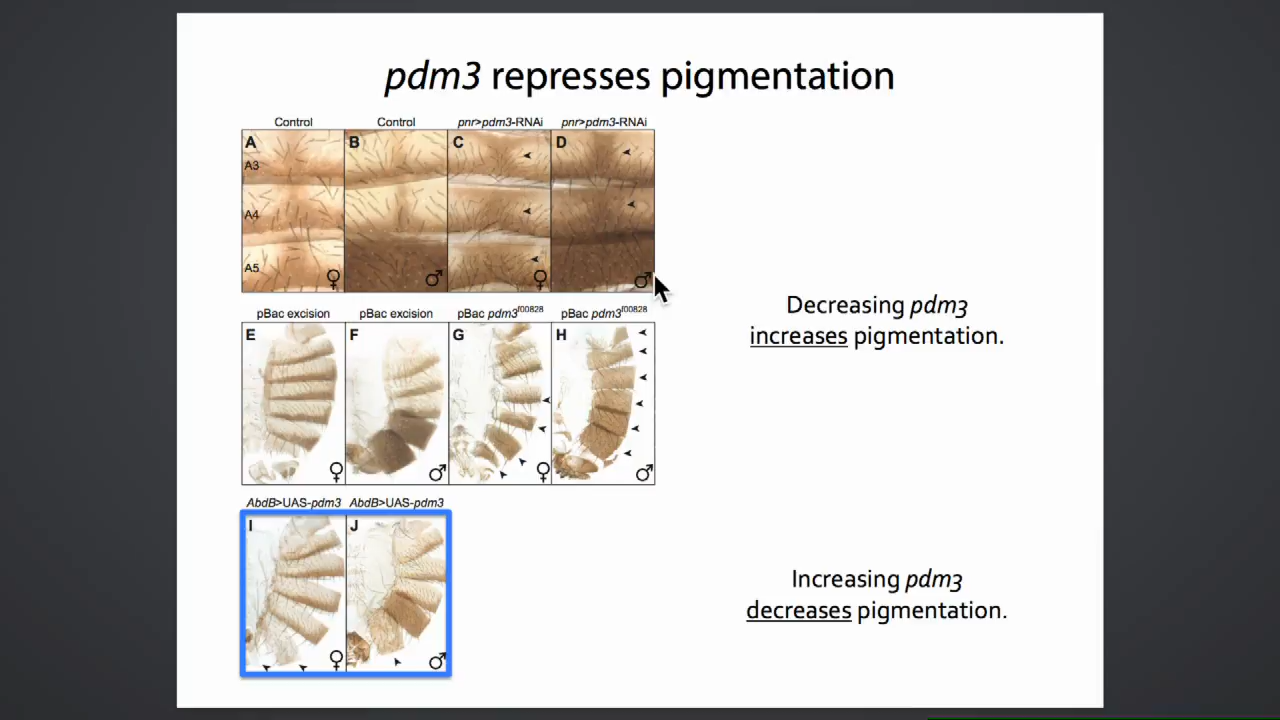 pdm3 represses pigmentation
Control Control pnr>pdm3-RNAi pnr>pdm3-RNAi
A B C D
A3
A4
A5
♀ ♂ ♀ ♂
pBac excision pBac excision pBac pdm3f00828 pBac pdm3f00828
E F G H
♀ ♂ ♀ ♂
AbdB>UAS-pdm3 AbdB>UAS-pdm3
I J
♀ ♂
Decreasing pdm3
increases pigmentation.
Increasing pdm3
decreases pigmentation.